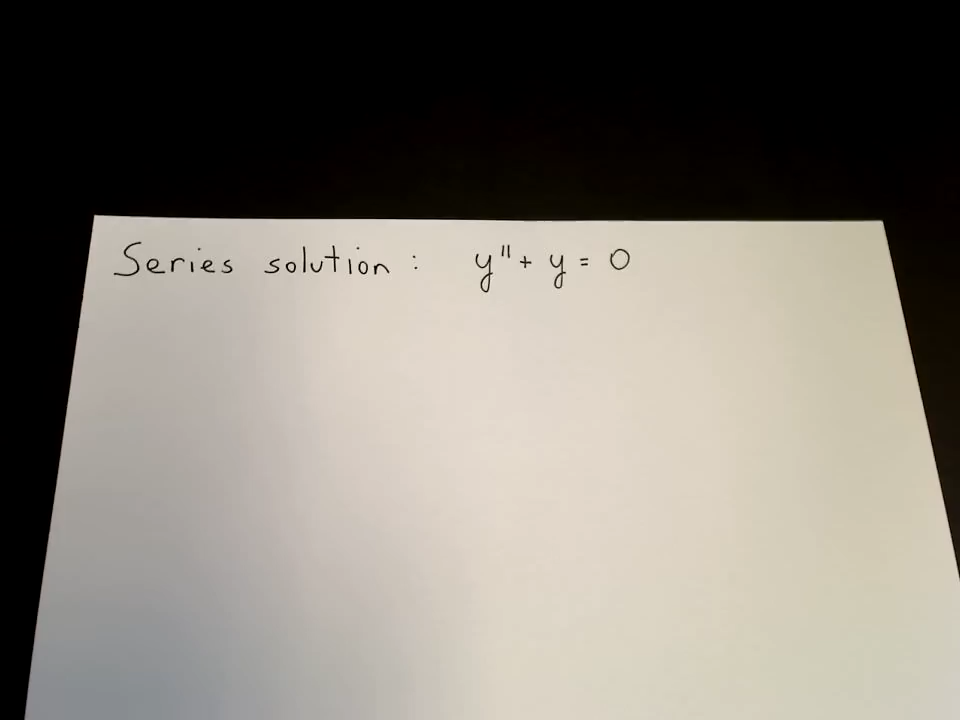 Series solution : y" + y = 0